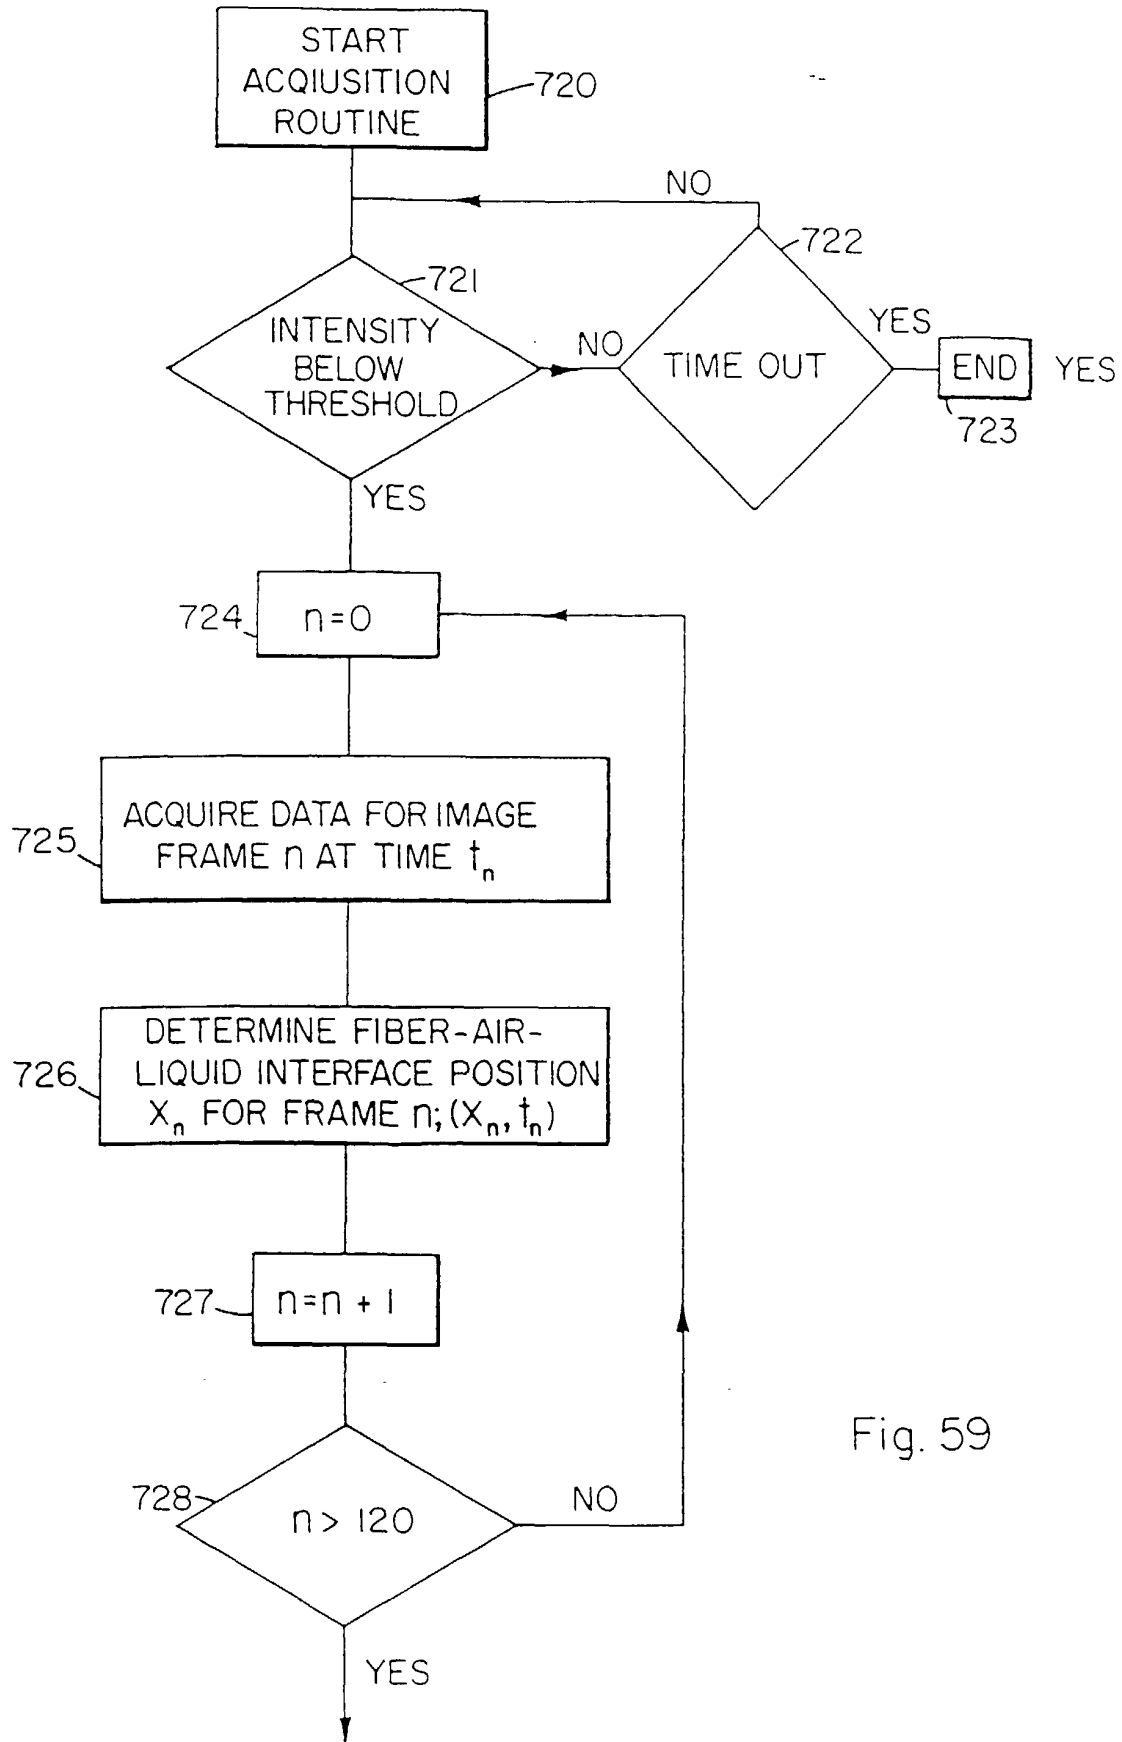 START
ACQIUSITION
ROUTINE
720
NO
722
721
INTENSITY
BELOW
THRESHOLD
NO
TIME OUT
YES
END
YES
723
YES
724
n=0
725
ACQUIRE DATA FOR IMAGE
FRAME n AT TIME tₙ
726
DETERMINE FIBER-AIR-
LIQUID INTERFACE POSITION
Xₙ FOR FRAME n;(Xₙ, tₙ)
727
n=n + 1
728
n> 120
NO
YES
Fig. 59